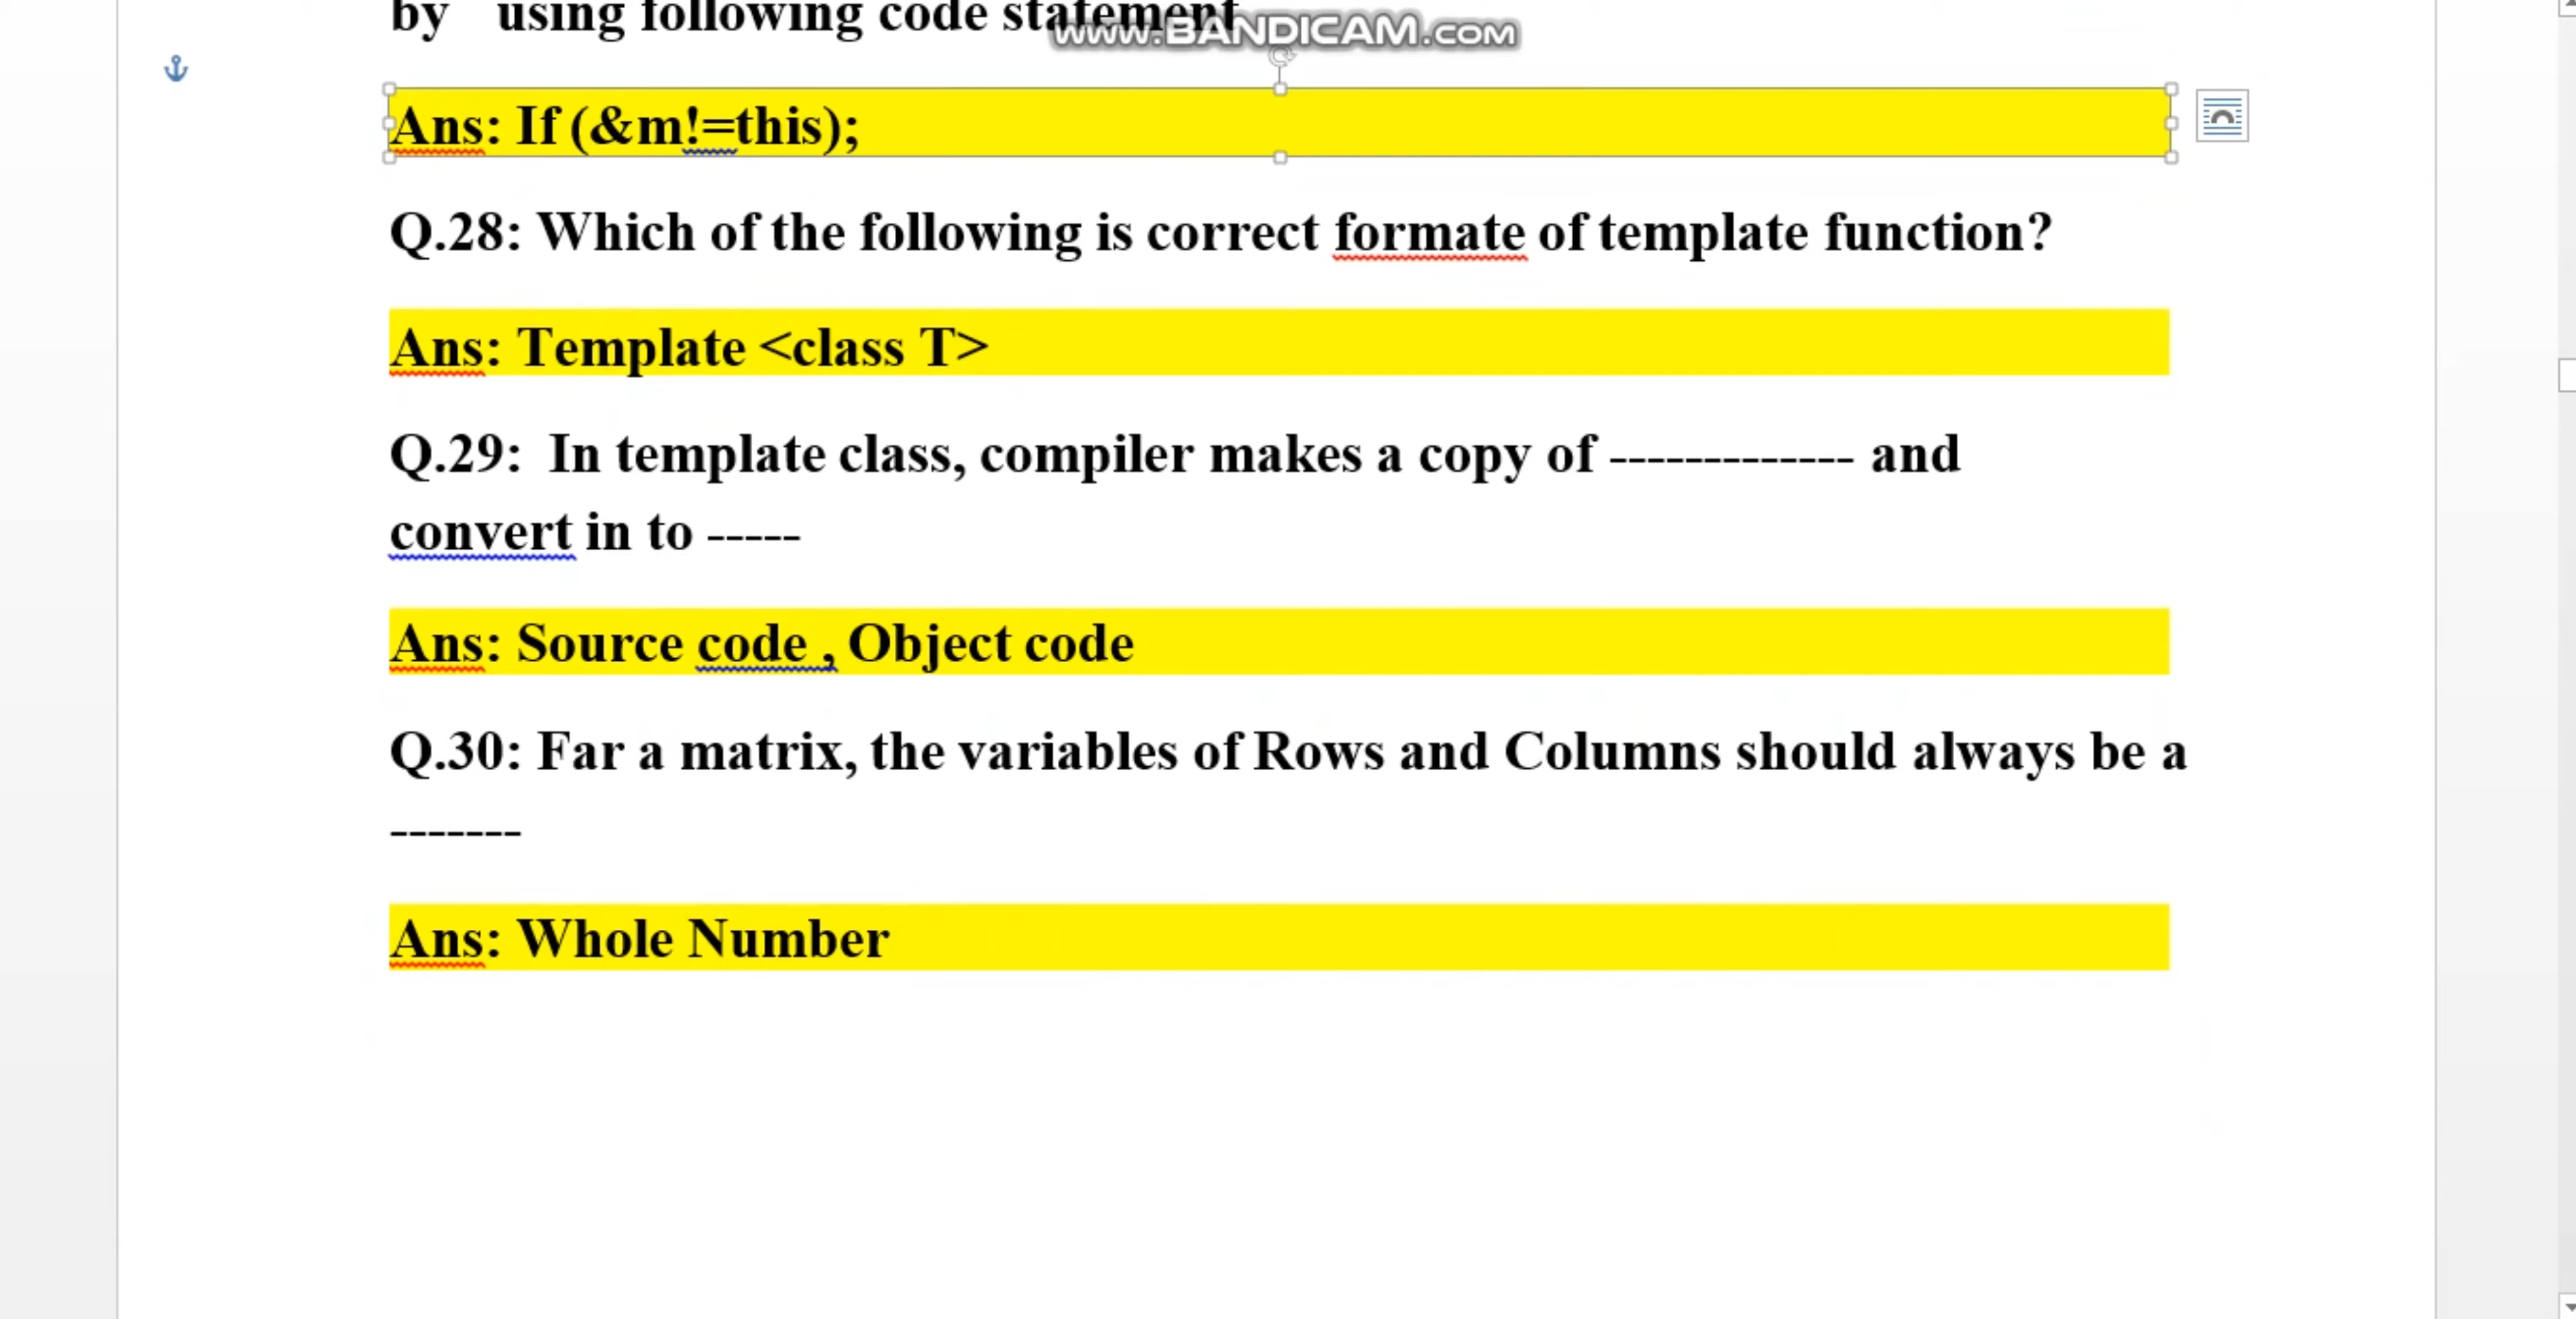 by using following code statement
www.BANDICAM.com
Ans: If (&m!=this);
Q.28: Which of the following is correct formate of template function?
Ans: Template <class T>
Q.29: In template class, compiler makes a copy of ------------- and
convert in to -----
Ans: Source code , Object code
Q.30: Far a matrix, the variables of Rows and Columns should always be a
-------
Ans: Whole Number